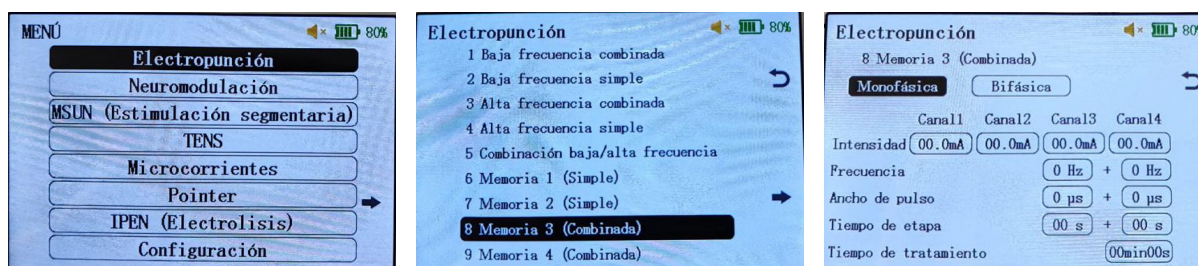 MENÚ 80%
Electropunción
Neuromodulación
MSUN (Estimulación segmentaria)
TENS
Microcorrientes
Pointer
IPEN (Electrolisis)
Configuración
Electropunción 80%
1 Baja frecuencia combinada
2 Baja frecuencia simple
3 Alta frecuencia combinada
4 Alta frecuencia simple
5 Combinación baja/alta frecuencia
6 Memoria 1 (Simple)
7 Memoria 2 (Simple)
8 Memoria 3 (Combinada)
9 Memoria 4 (Combinada)
Electropunción 80%
8 Memoria 3 (Combinada)
Monofásica Bifásica
Canal1 Canal2 Canal3 Canal4
Intensidad 00.0mA 00.0mA 00.0mA 00.0mA
Frecuencia 0 Hz + 0 Hz
Ancho de pulso 0 µs + 0 µs
Tiempo de etapa 00 s + 00 s
Tiempo de tratamiento 00min00s